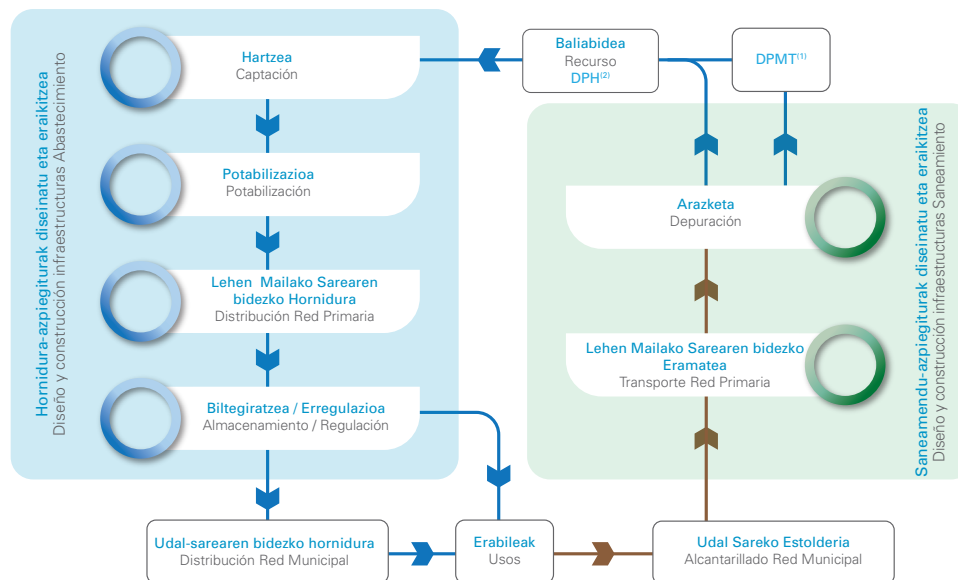 Hornidura-azpiegiturak diseinatu eta eraikitzea
Diseño y construcción infraestructuras Abastecimiento
Hartzea
Captación
Potabilizazioa
Potabilización
Lehen Mailako Sarearen
bidezko Hornidura
Distribución Red Primaria
Biltegiratzea / Erregulazioa
Almacenamiento / Regulación
Baliabidea
Recurso
DPH(2)
DPMT(1)
Arazketa
Depuración
Lehen Mailako Sarearen bidezko
Eramatea
Transporte Red Primaria
Saneamendu-azpiegiturak diseinatu eta eraikitzea
Diseño y construcción infraestructuras Saneamiento
Udal-sarearen bidezko hornidura
Distribución Red Municipal
Erabileak
Usos
Udal Sareko Estolderia
Alcantarillado Red Municipal